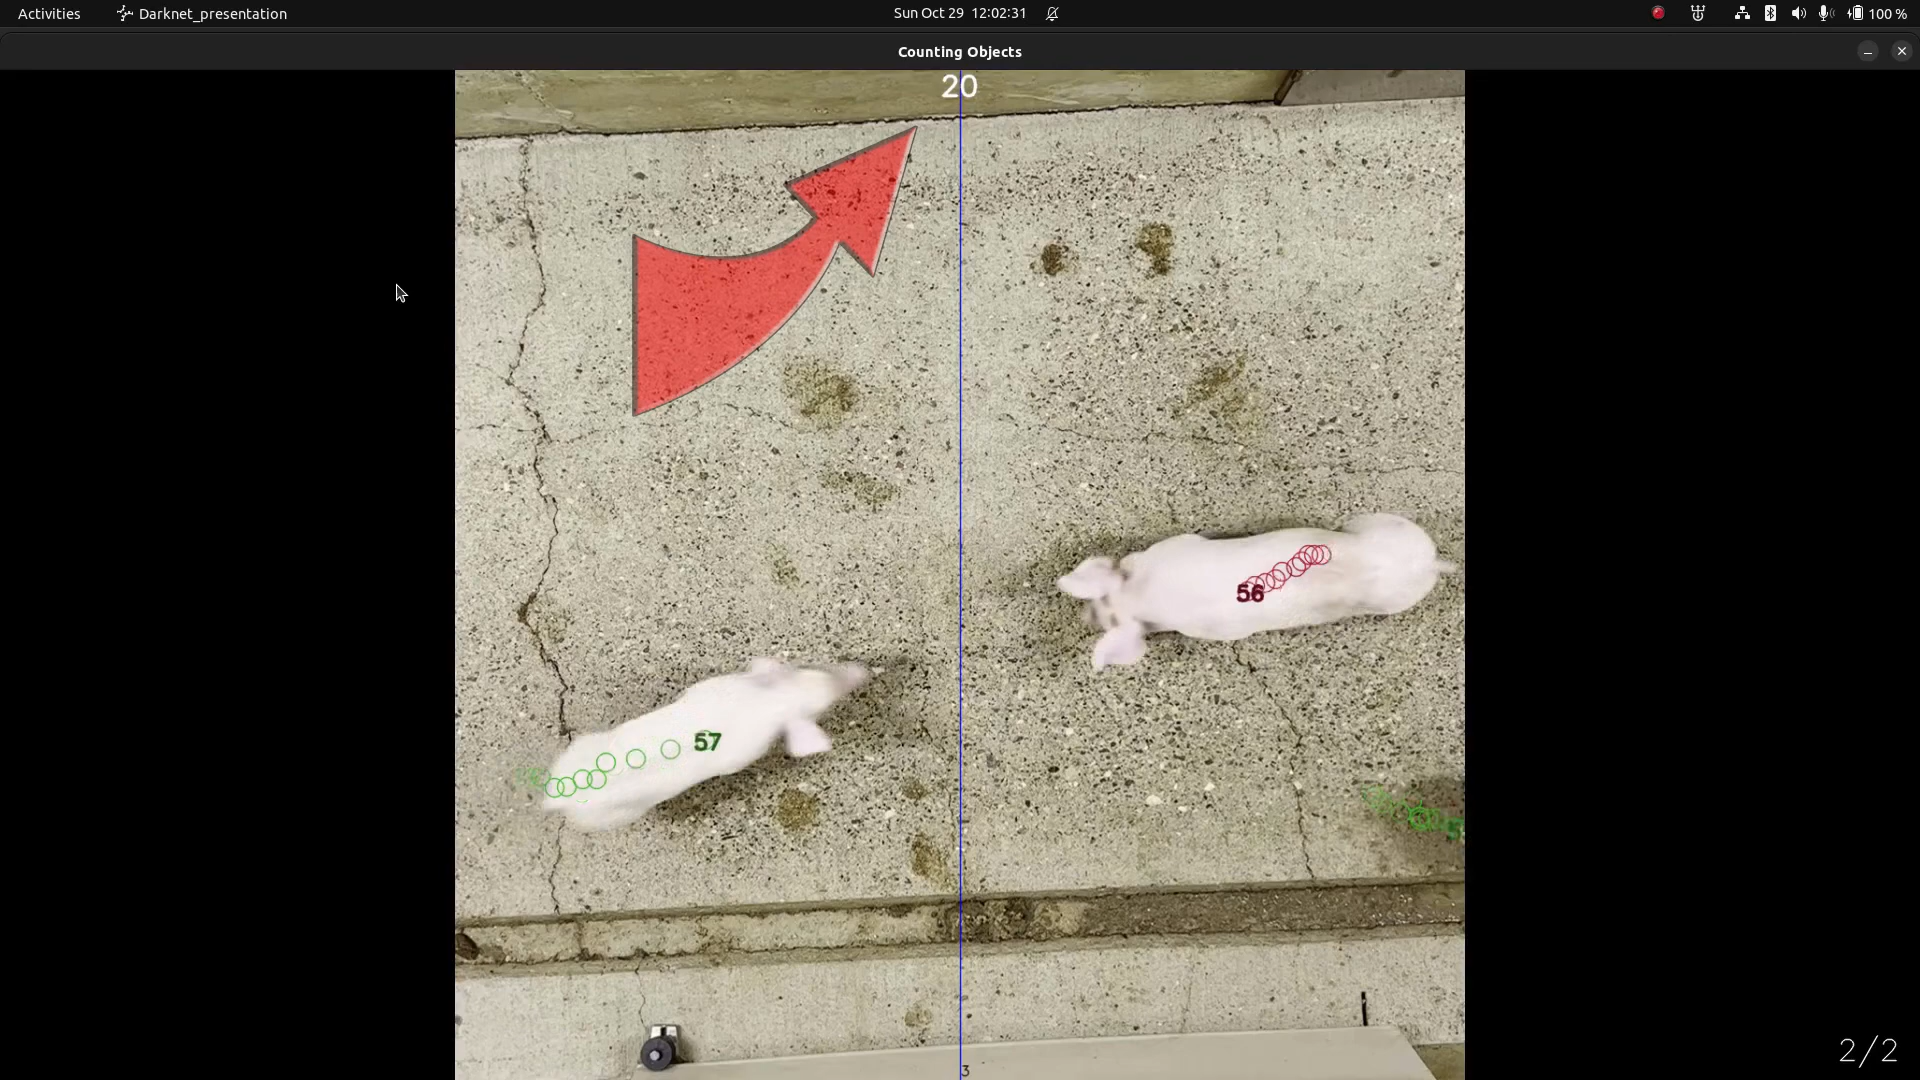 Activities
Darknet_presentation
Sun Oct 29 12:02:31
100 %
Counting Objects
20
56
57
3
2/2